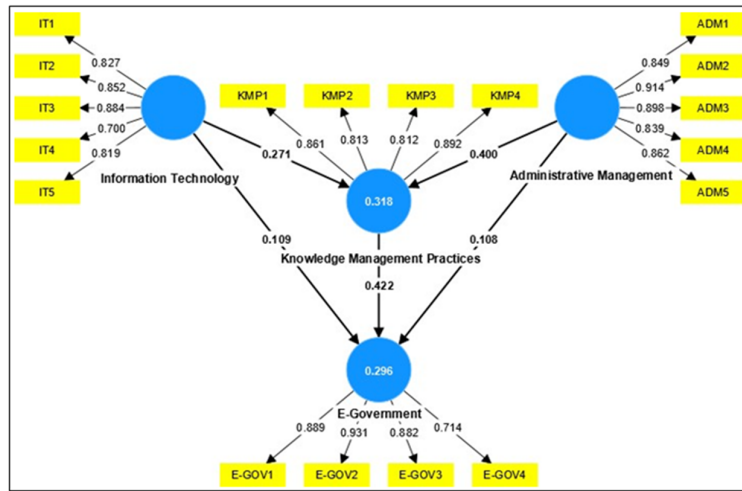 IT1
IT2
IT3
IT4
IT5
0.827
0.852
0.884
0.700
0.819
Information Technology
KMP1
KMP2
KMP3
KMP4
0.861
0.813
0.812
0.892
ADM1
ADM2
ADM3
ADM4
ADM5
0.849
0.914
0.898
0.839
0.862
Administrative Management
0.271
0.400
0.318
Knowledge Management Practices
0.109
0.422
0.108
0.296
E-Government
0.889
0.931
0.882
0.714
E-GOV1
E-GOV2
E-GOV3
E-GOV4